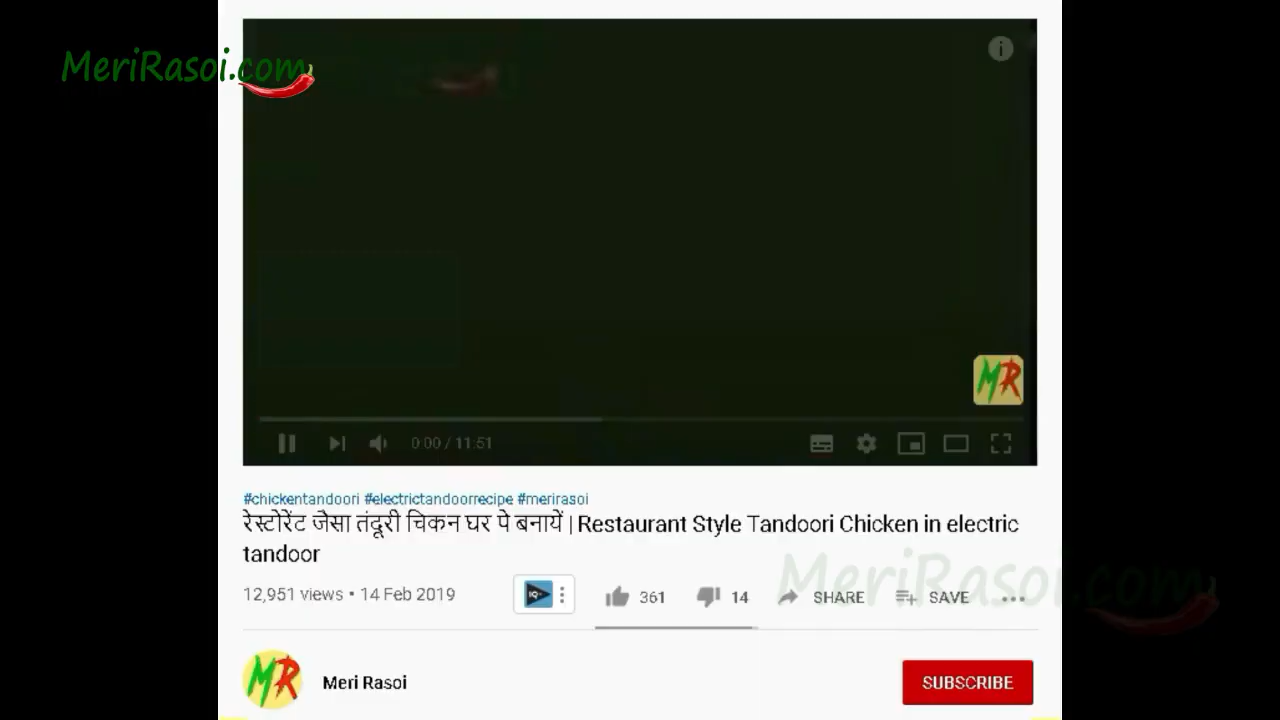 MeriRasoi.com
MR
0:00 / 11:51
#chickentandoori #electrictandoorrecipe #merirasoi
रेस्टोरेंट जैसा तंदूरी चिकन घर पे बनायें | Restaurant Style Tandoori Chicken in electric
tandoor
12,951 views • 14 Feb 2019
IQ+
361
14
SHARE
SAVE
MeriRasoi.com
MR
Meri Rasoi
SUBSCRIBE